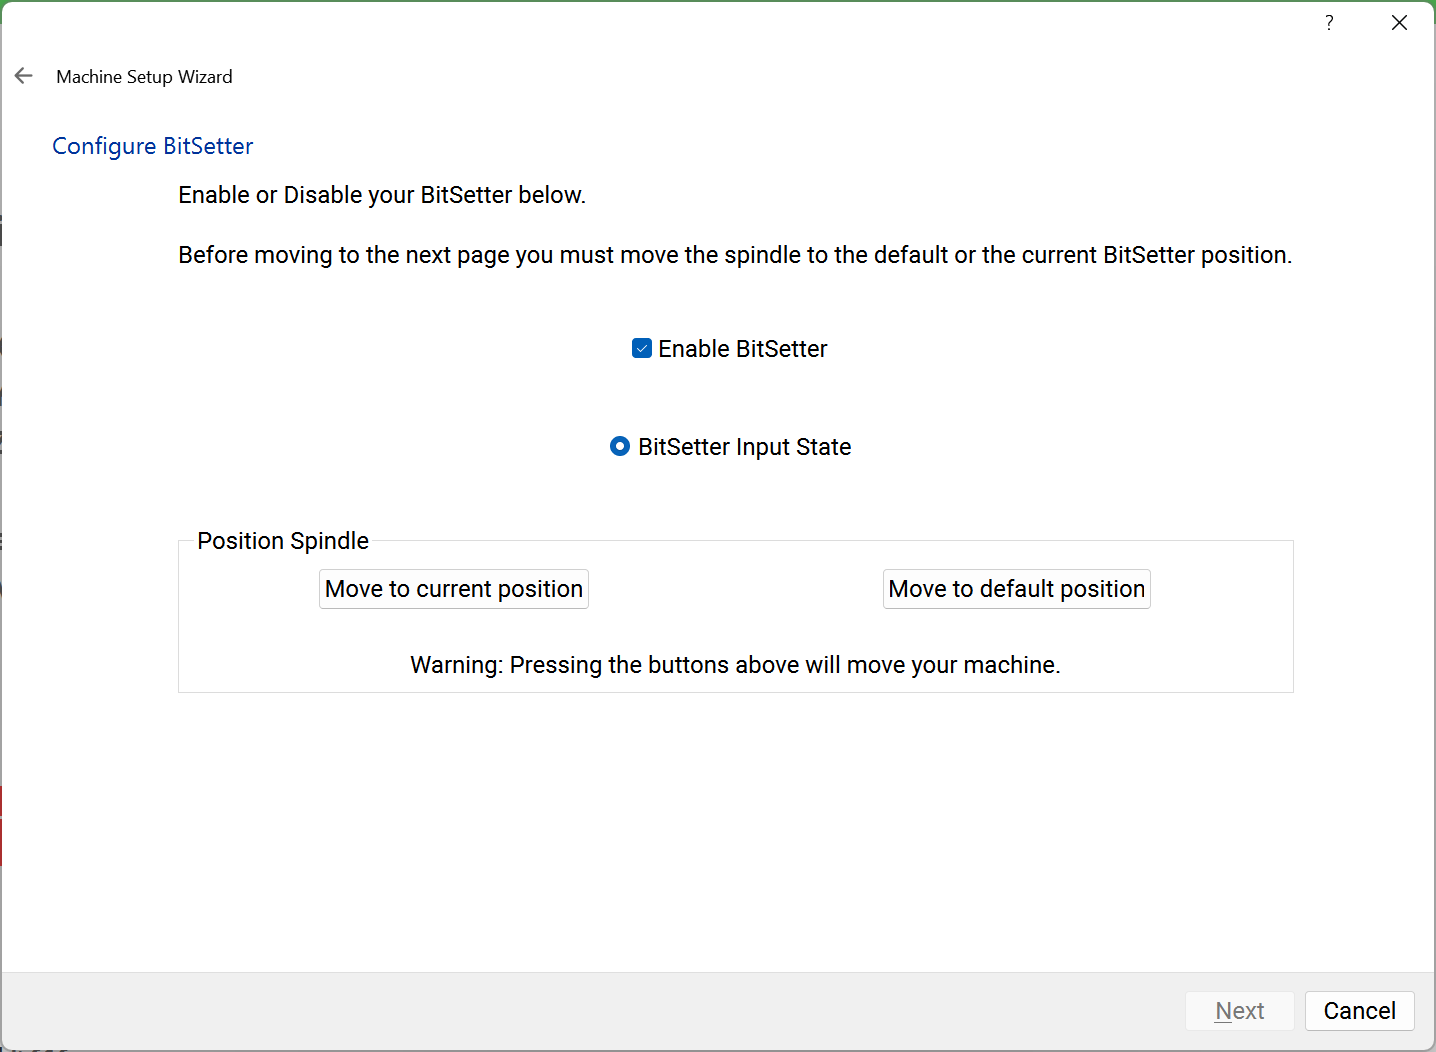 ?
Machine Setup Wizard
Configure BitSetter
Enable or Disable your BitSetter below.
Before moving to the next page you must move the spindle to the default or the current BitSetter position.
Enable BitSetter
BitSetter Input State
Position Spindle
Move to current position
Move to default position
Warning: Pressing the buttons above will move your machine.
Next
Cancel